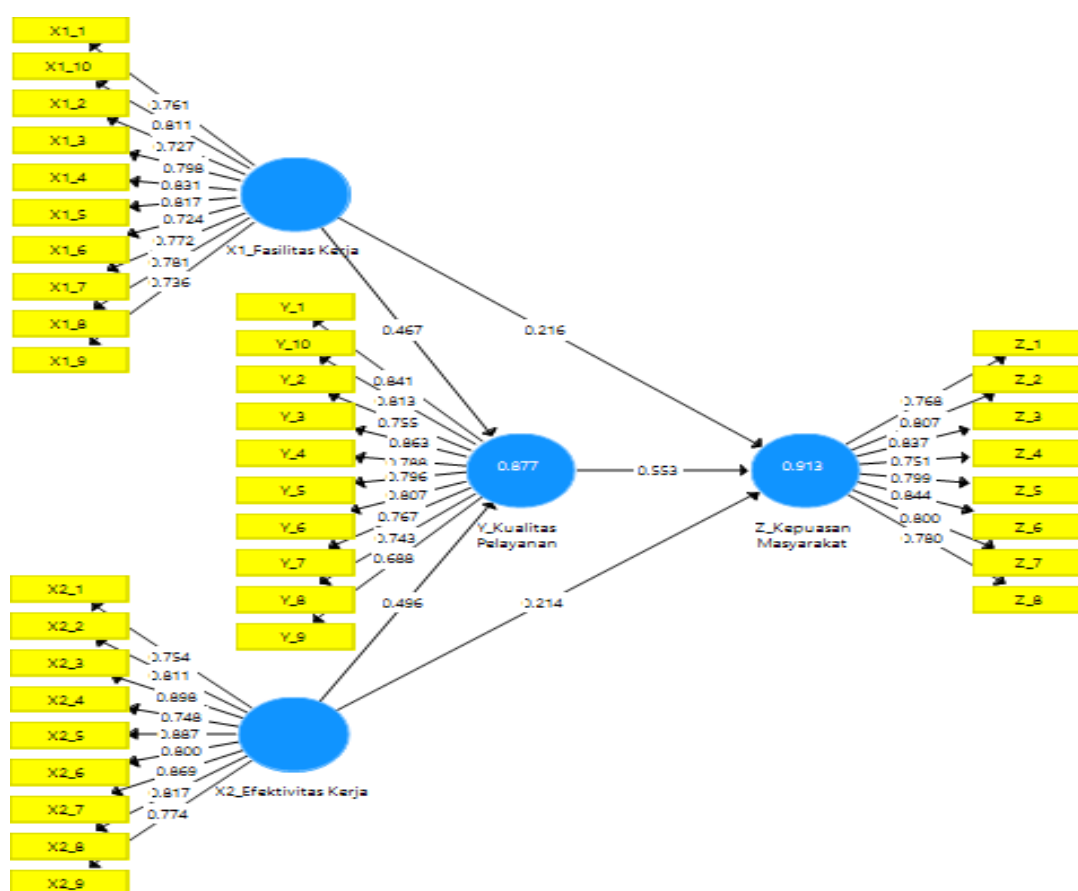 X1_1
X1_10
X1_2
X1_3
X1_4
X1_5
X1_6
X1_7
X1_8
X1_9
0.761
0.811
0.727
0.798
0.831
0.817
0.724
0.772
0.781
0.736
X1_Fasilitas Kerja
0.467
0.216
Y_1
Y_10
Y_2
Y_3
Y_4
Y_5
Y_6
Y_7
Y_8
Y_9
0.841
0.813
0.755
0.863
0.788
0.796
0.807
0.767
0.743
0.688
0.877
Y_Kualitas
Pelayanan
0.553
0.913
Z_Kepuasan
Masyarakat
0.768
0.807
0.837
0.751
0.799
0.844
0.800
0.780
Z_1
Z_2
Z_3
Z_4
Z_5
Z_6
Z_7
Z_8
0.496
0.214
X2_1
X2_2
X2_3
X2_4
X2_5
X2_6
X2_7
X2_8
X2_9
0.754
0.811
0.898
0.748
0.887
0.800
0.869
0.817
0.774
X2_Efektivitas Kerja